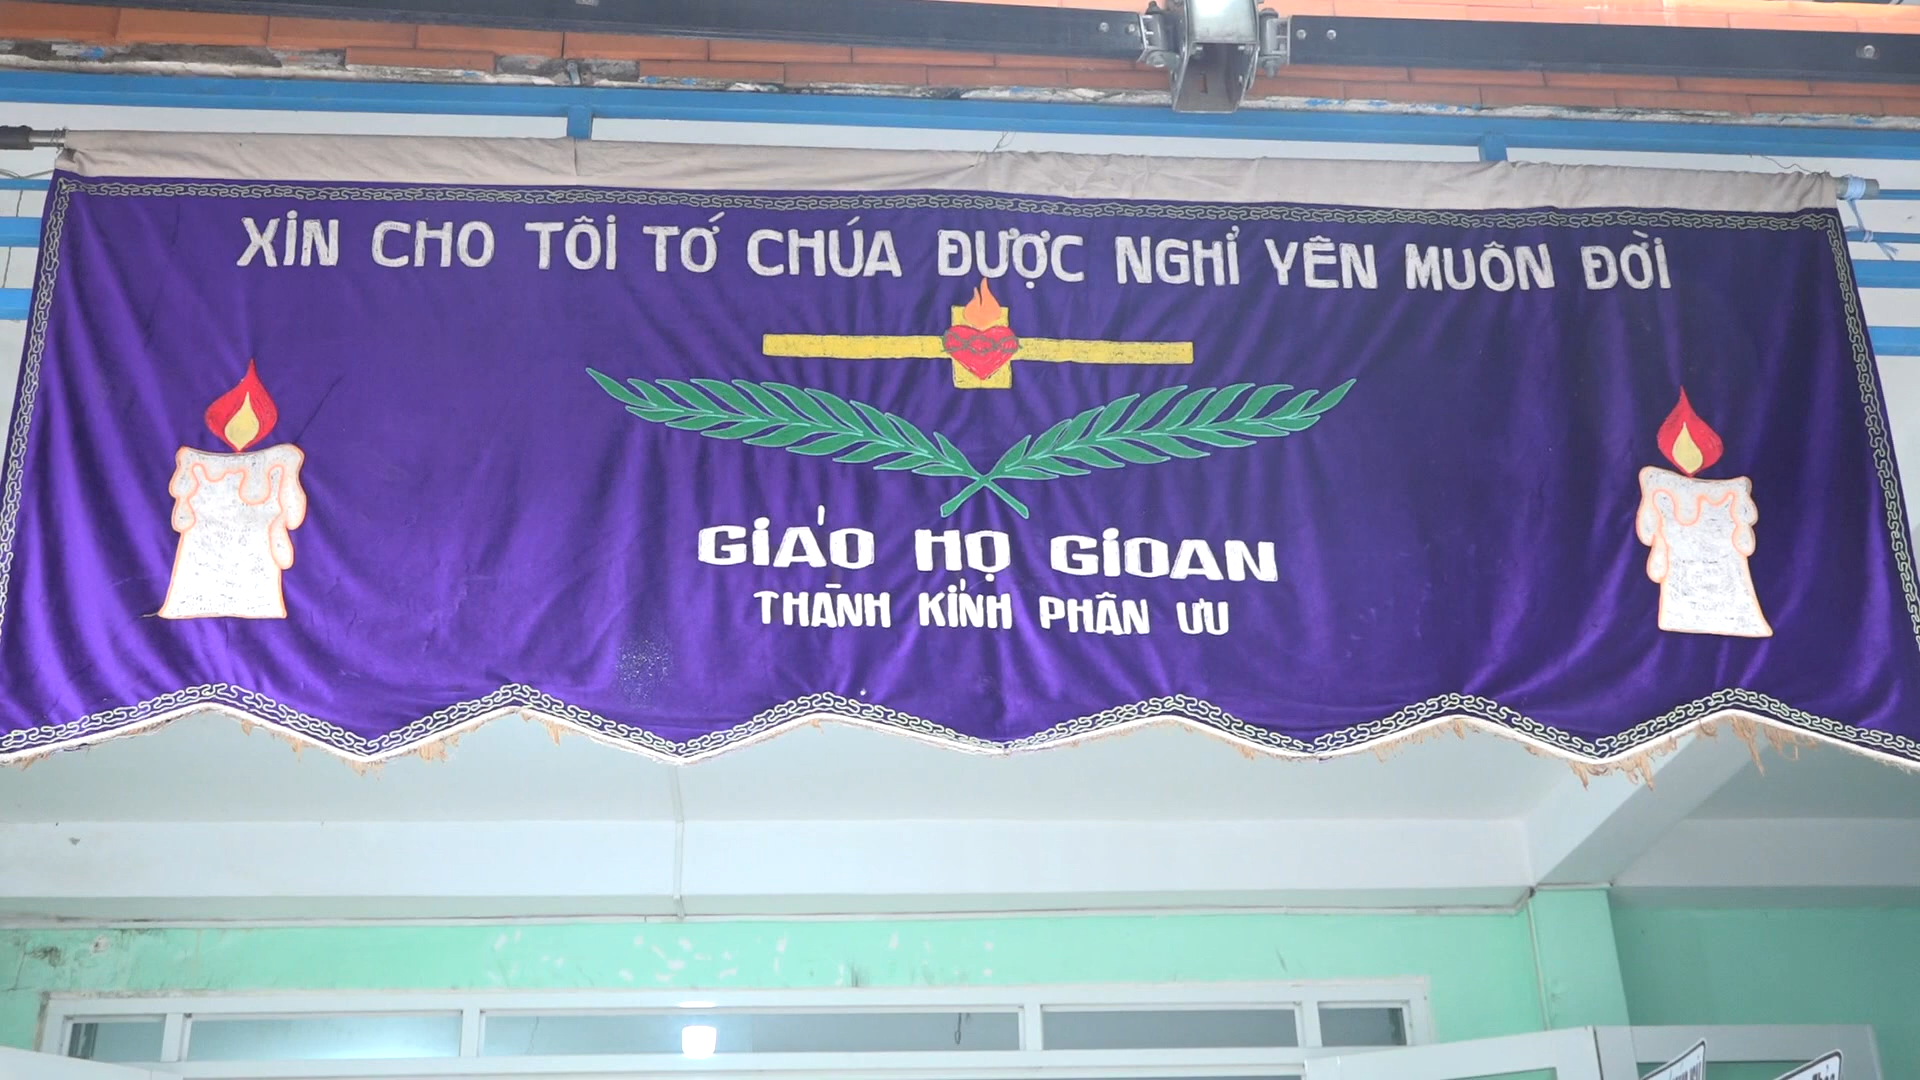 XIN CHO TÔI TỚ CHÚA ĐƯỢC NGHỈ YÊN MUÔN ĐỜI
GIÁO HỌ GIOAN
THÀNH KÍNH PHÂN ƯU